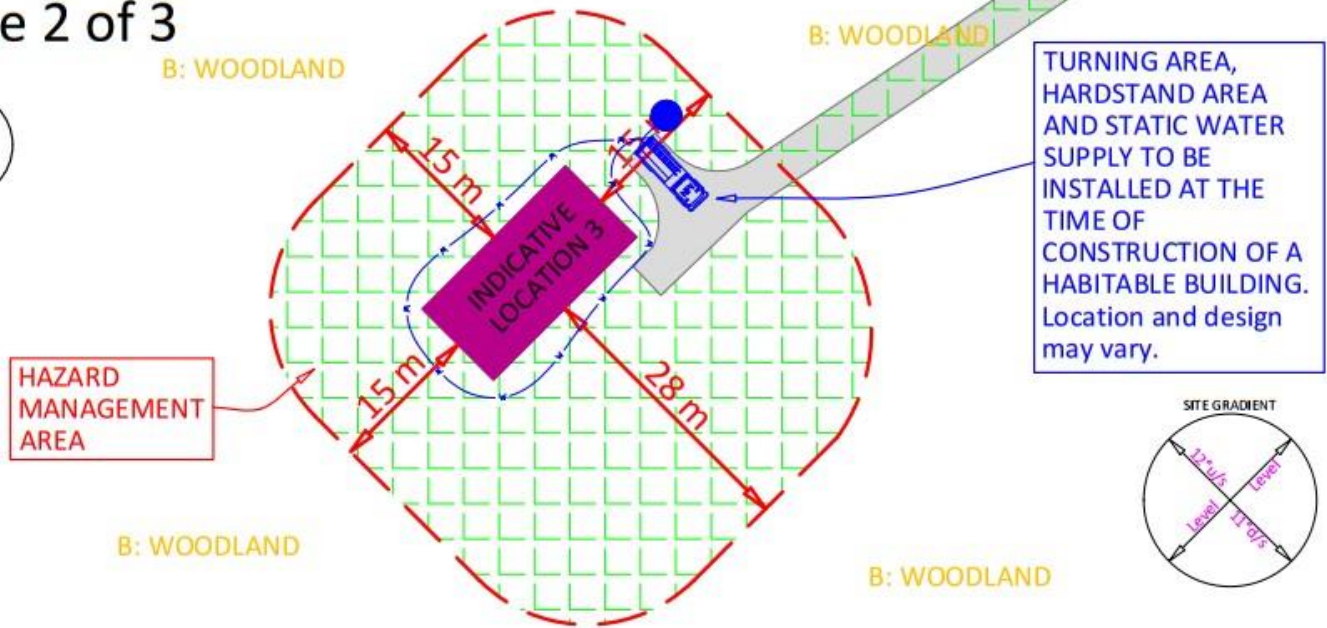 e 2 of 3
B: WOODLAND
B: WOODLAND
TURNING AREA,
HARDSTAND AREA
AND STATIC WATER
SUPPLY TO BE
INSTALLED AT THE
TIME OF
CONSTRUCTION OF A
HABITABLE BUILDING.
Location and design
may vary.
15 m
INDICATIVE
LOCATION 3
15 m
28 m
HAZARD
MANAGEMENT
AREA
SITE GRADIENT
12°u/s
Level
Level
11°d/s
B: WOODLAND
B: WOODLAND